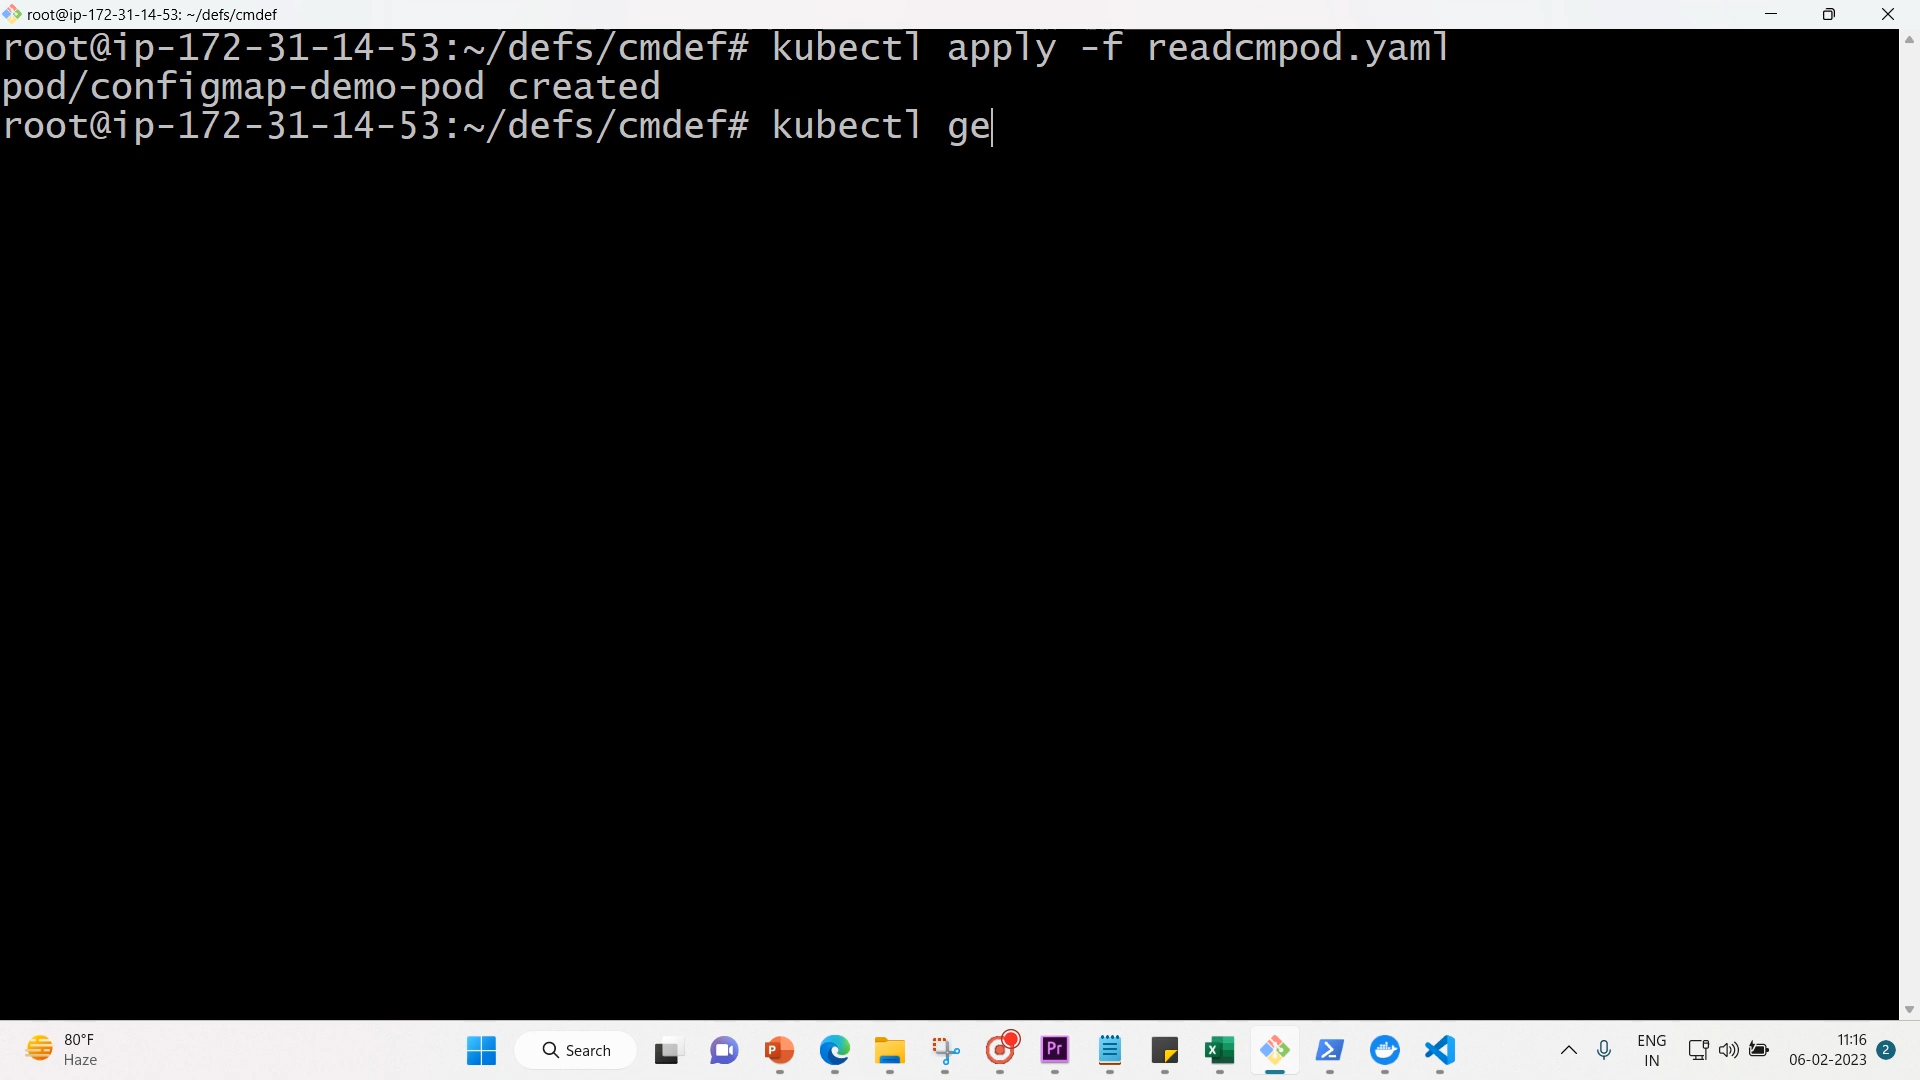 root@ip-172-31-14-53: ~/defs/cmdef
root@ip-172-31-14-53:~/defs/cmdef# kubectl apply -f readcmpod.yaml
pod/configmap-demo-pod created
root@ip-172-31-14-53:~/defs/cmdef# kubectl ge
80°F
Haze
Search
P
Pr
X
ENG
IN
11:16
06-02-2023
2